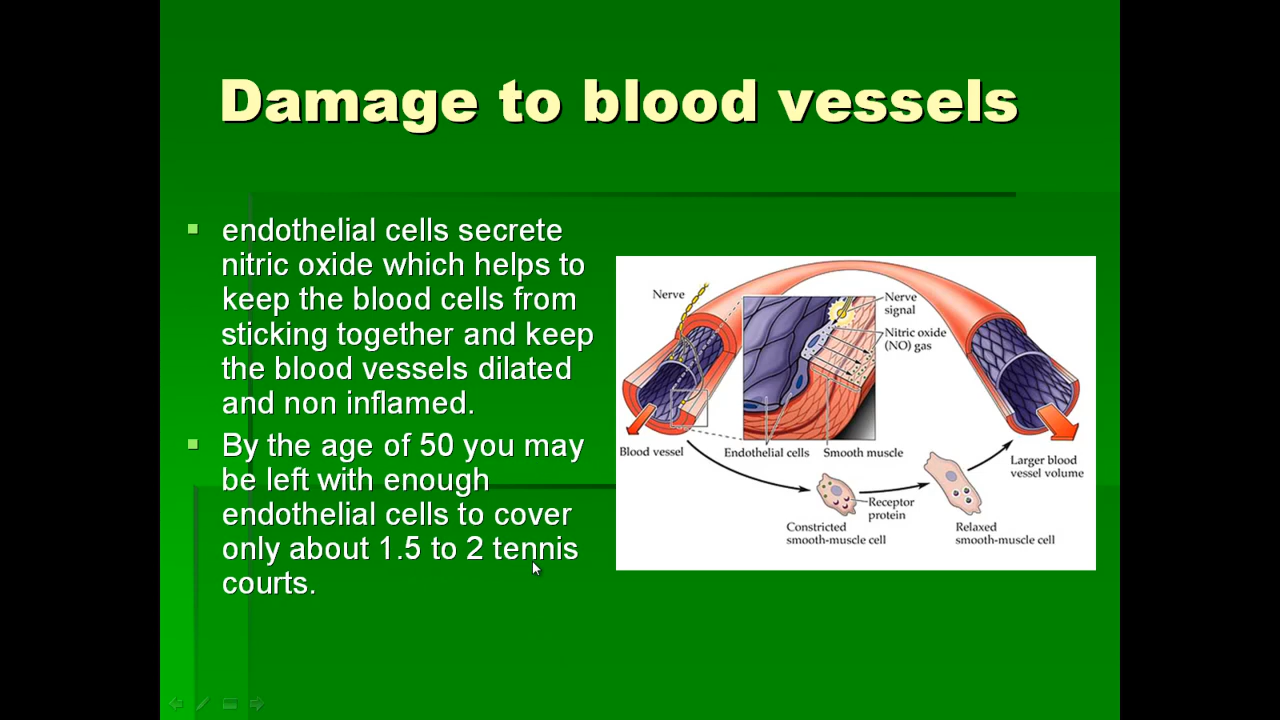 Damage to blood vessels
endothelial cells secrete
nitric oxide which helps to
keep the blood cells from
sticking together and keep
the blood vessels dilated
and non inflamed.
By the age of 50 you may
be left with enough
endothelial cells to cover
only about 1.5 to 2 tennis
courts.
Nerve
Nerve
signal
Nitric oxide
(NO) gas
Blood vessel
Endothelial cells
Smooth muscle
Larger blood
vessel volume
Receptor
protein
Constricted
smooth-muscle cell
Relaxed
smooth-muscle cell